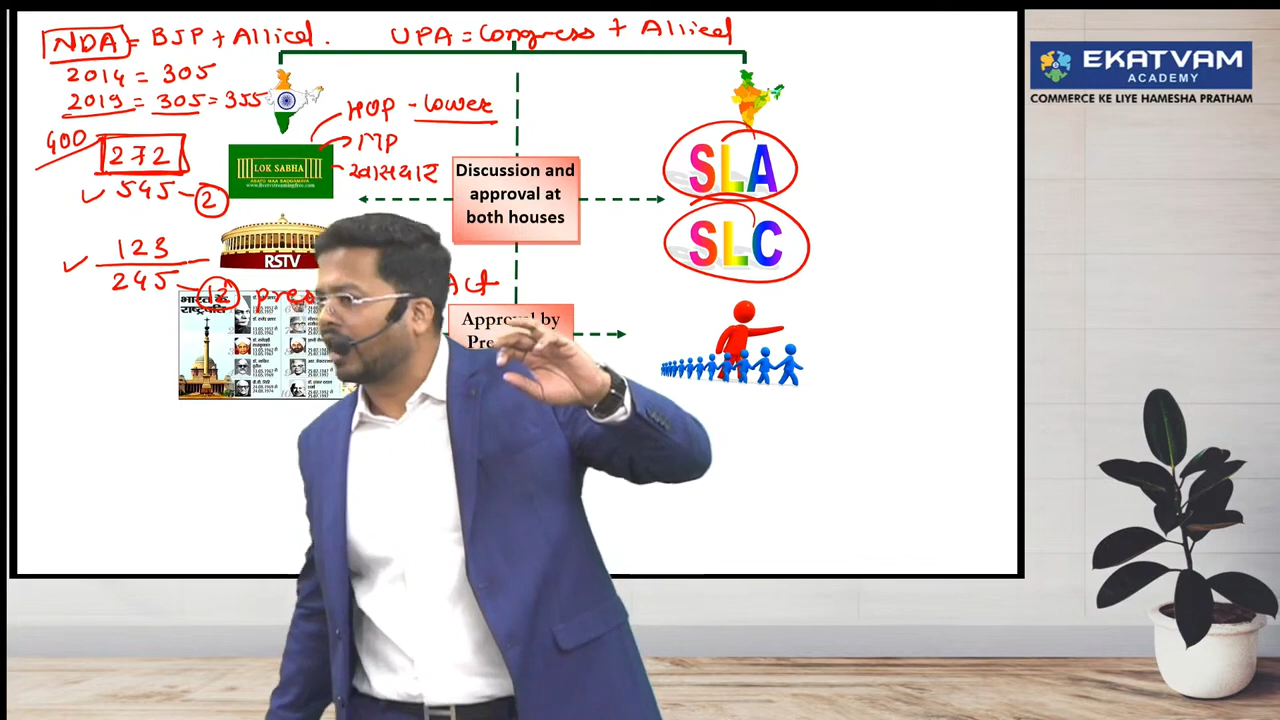 NDA = BJP + Allied. UPA = Congress + Allied
2014 = 305
2019 = 305 = 355
400
272
545 - 2
HOP - lower
MP
LOK SABHA
Discussion and
approval at
both houses
SLA
SLC
123
245 - 12
RSTV
Act
भारत के
राष्ट्रपति
Approval by
EKATVAM
ACADEMY
COMMERCE KE LIYE HAMESHA PRATHAM